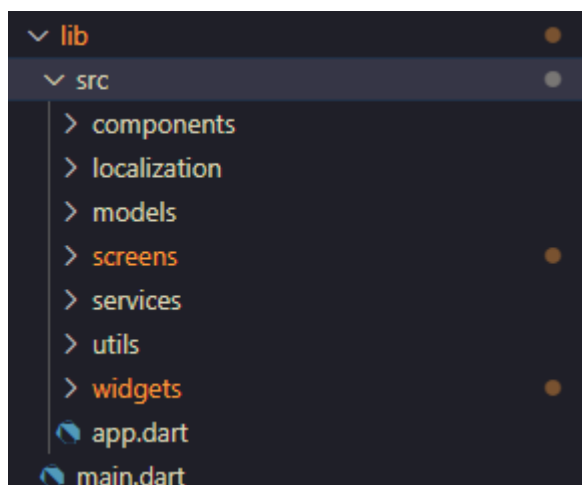 lib
src
components
localization
models
screens
services
utils
widgets
app.dart
main.dart